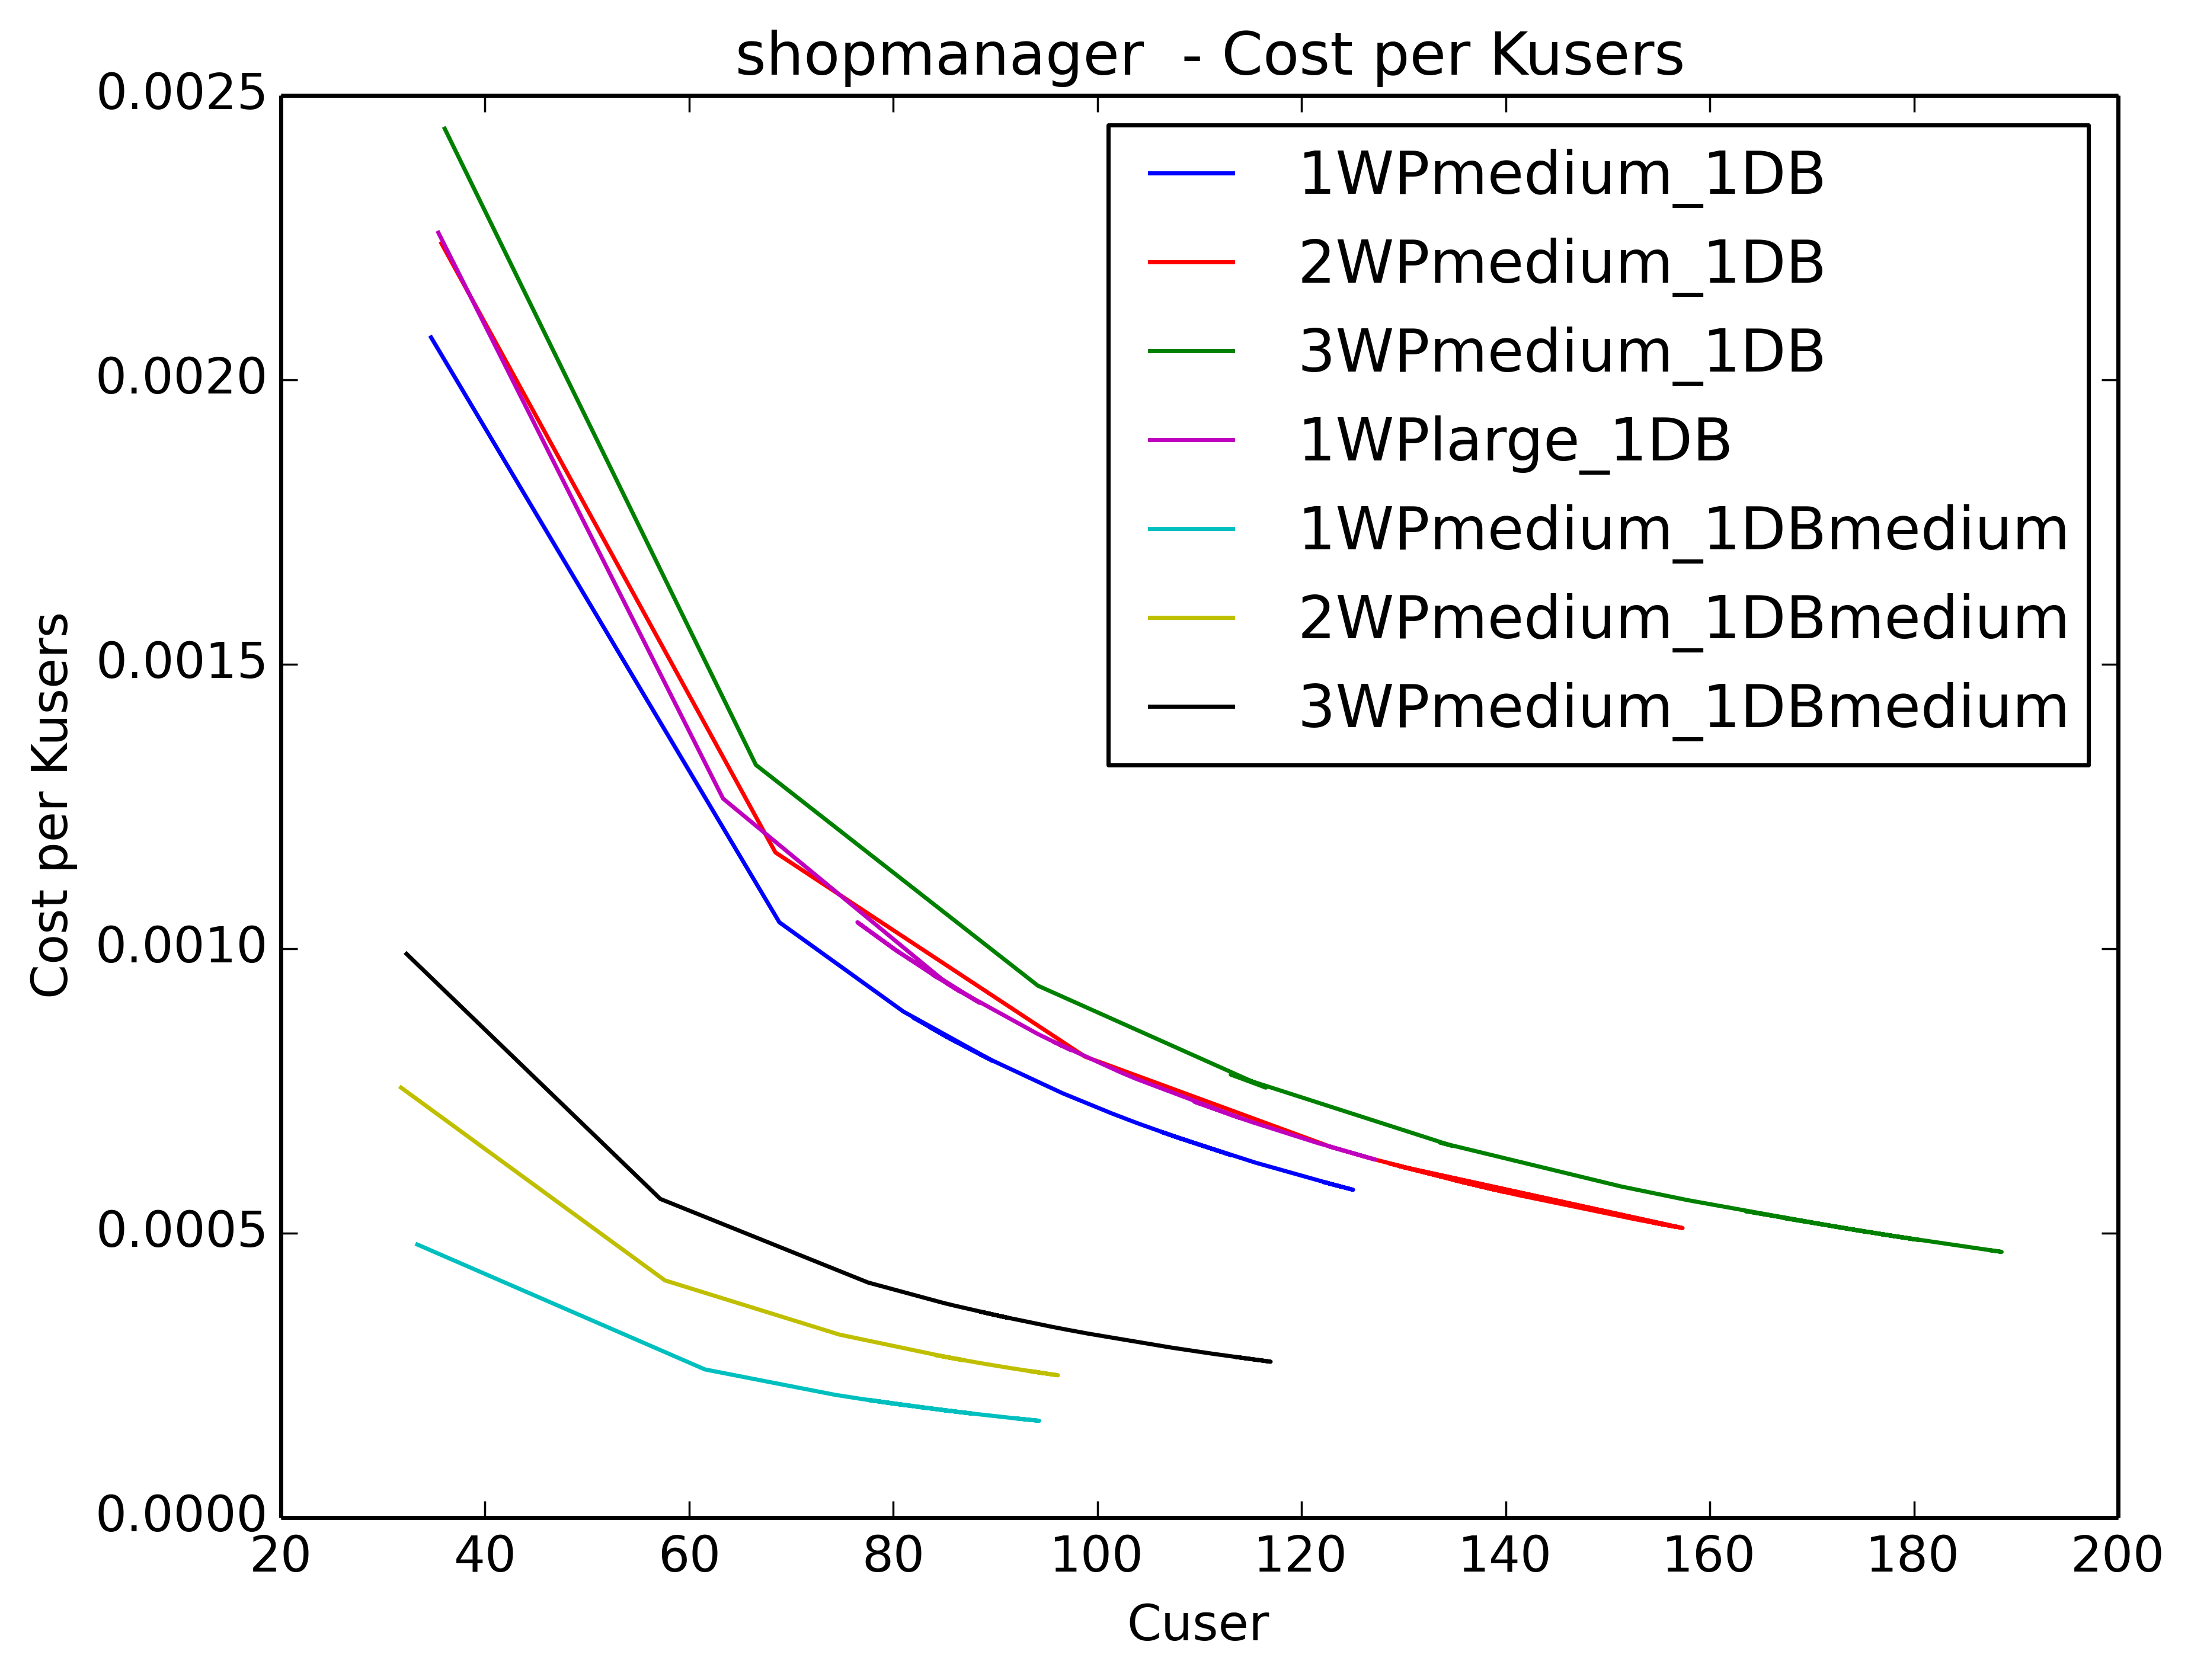 shopmanager  - Cost per Kusers
0.0025
0.0020
0.0015
0.0010
0.0005
0.0000
Cost per Kusers
1WPmedium_1DB
2WPmedium_1DB
3WPmedium_1DB
1WPlarge_1DB
1WPmedium_1DBmedium
2WPmedium_1DBmedium
3WPmedium_1DBmedium
20 40 60 80 100 120 140 160 180 200
Cuser